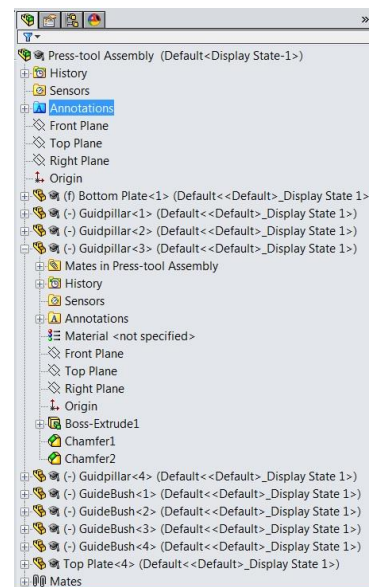 »
Press-tool Assembly (Default<Display State-1>)
History
Sensors
Annotations
Front Plane
Top Plane
Right Plane
Origin
(f) Bottom Plate<1> (Default<<Default>_Display State 1>
(-) Guidpillar<1> (Default<<Default>_Display State 1>)
(-) Guidpillar<2> (Default<<Default>_Display State 1>)
(-) Guidpillar<3> (Default<<Default>_Display State 1>)
Mates in Press-tool Assembly
History
Sensors
Annotations
Material <not specified>
Front Plane
Top Plane
Right Plane
Origin
Boss-Extrude1
Chamfer1
Chamfer2
(-) Guidpillar<4> (Default<<Default>_Display State 1>)
(-) GuideBush<1> (Default<<Default>_Display State 1>)
(-) GuideBush<2> (Default<<Default>_Display State 1>)
(-) GuideBush<3> (Default<<Default>_Display State 1>)
(-) GuideBush<4> (Default<<Default>_Display State 1>)
Top Plate<4> (Default<<Default>_Display State 1>)
Mates